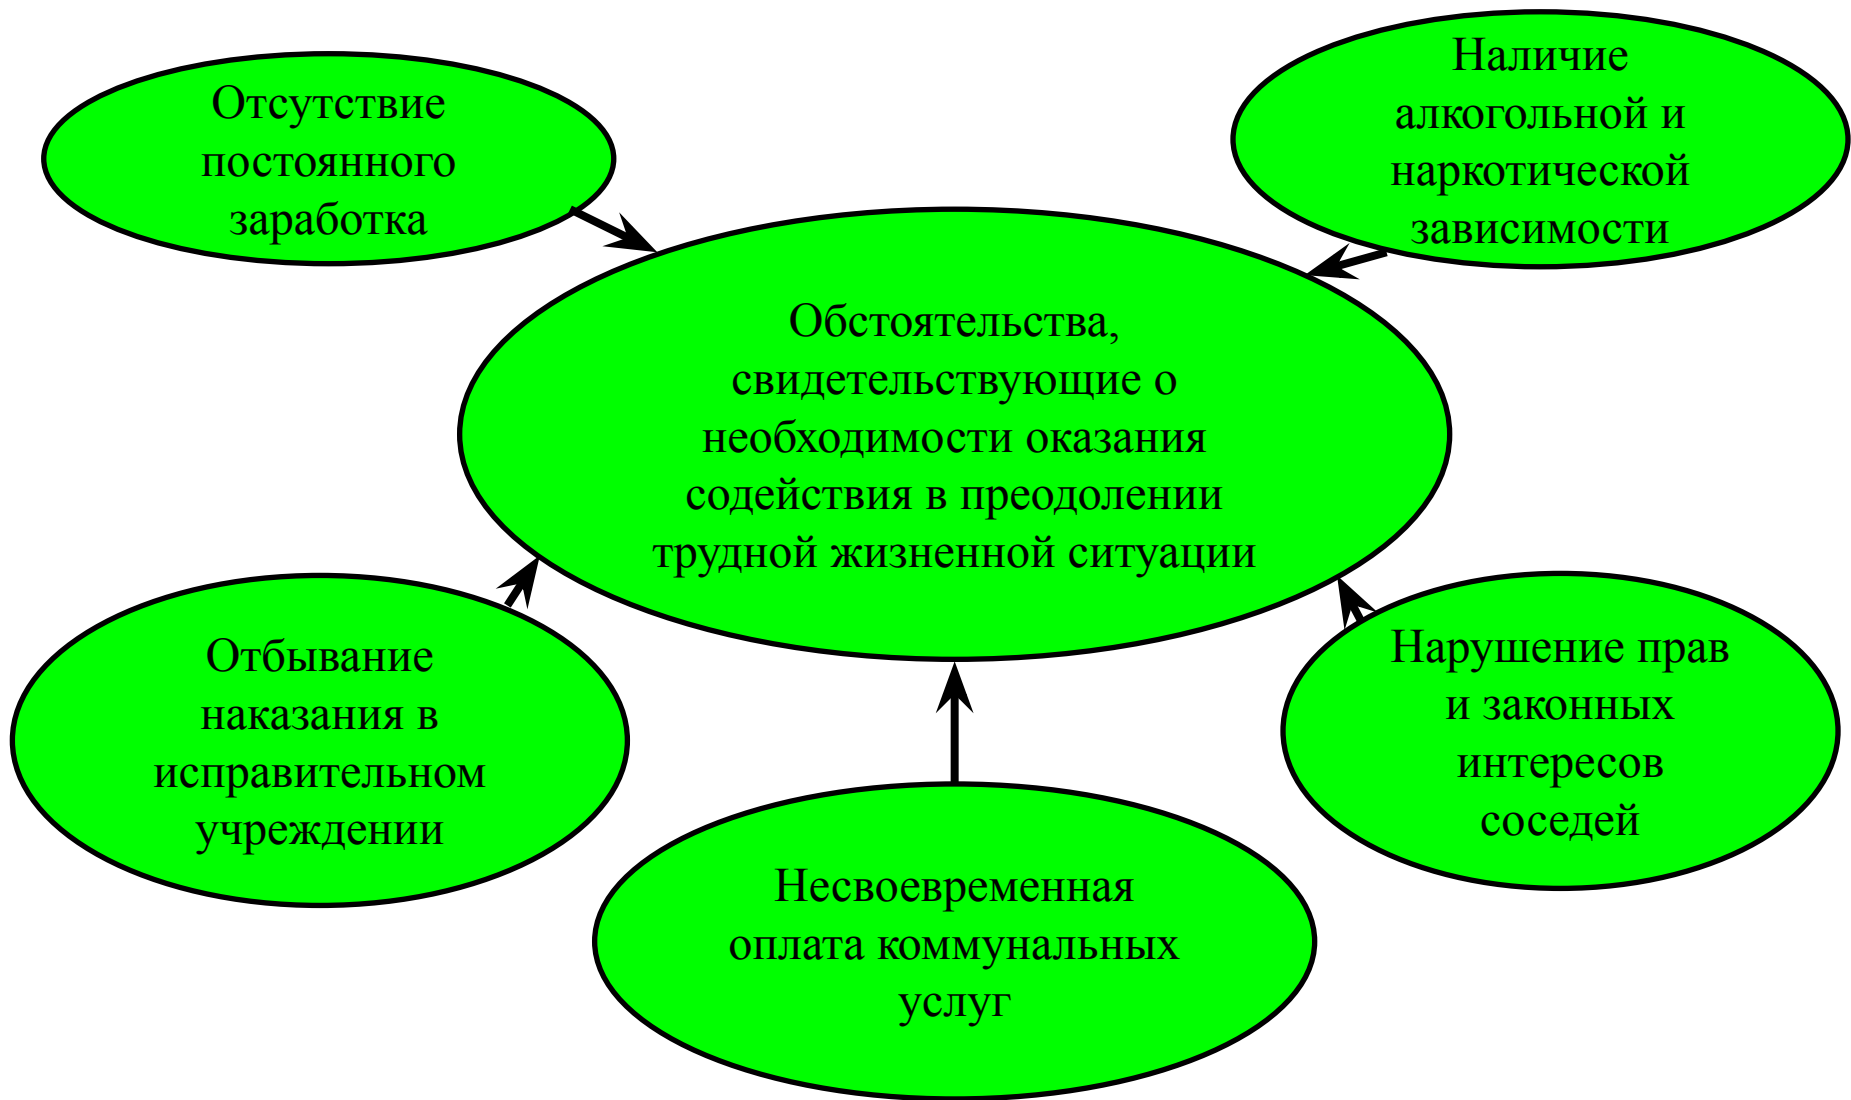 Отсутствие
постоянного
заработка
Наличие
алкогольной и
наркотической
зависимости
Обстоятельства,
свидетельствующие о
необходимости оказания
содействия в преодолении
трудной жизненной ситуации
Отбывание
наказания в
исправительном
учреждении
Нарушение прав
и законных
интересов
соседей
Несвоевременная
оплата коммунальных
услуг